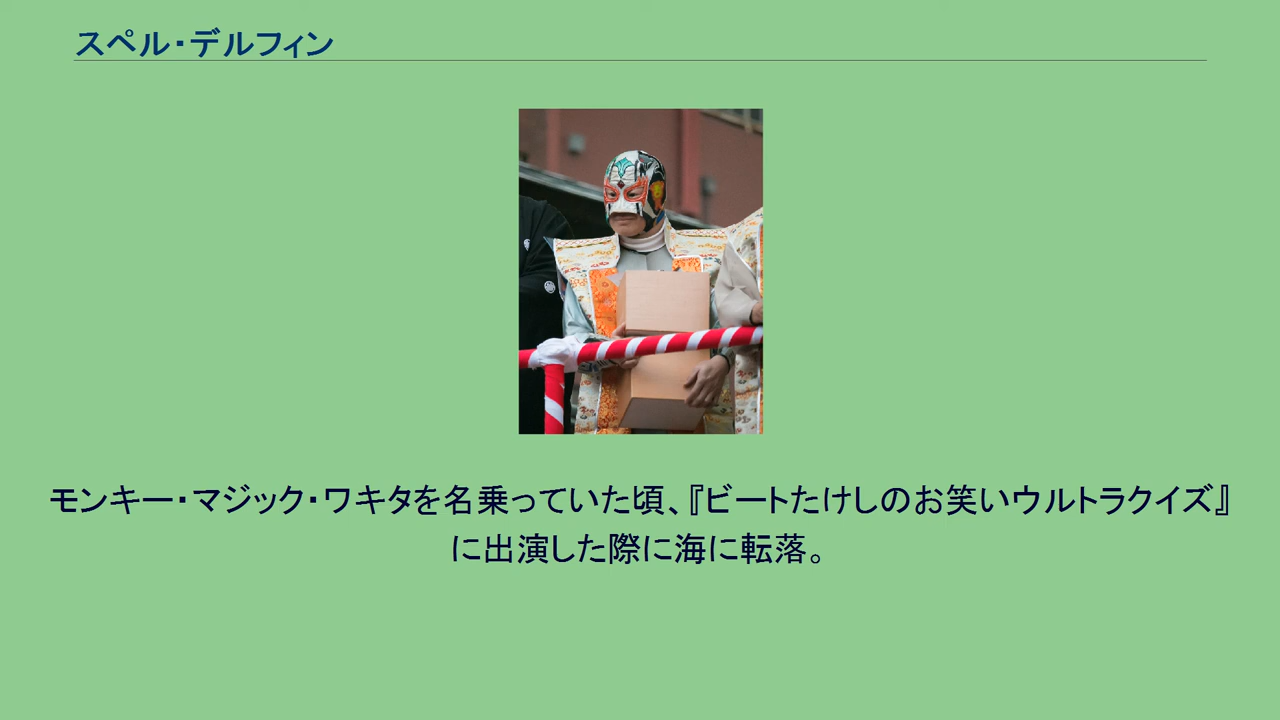 スペル・デルフィン
モンキー・マジック・ワキタを名乗っていた頃、『ビートたけしのお笑いウルトラクイズ』
に出演した際に海に転落。